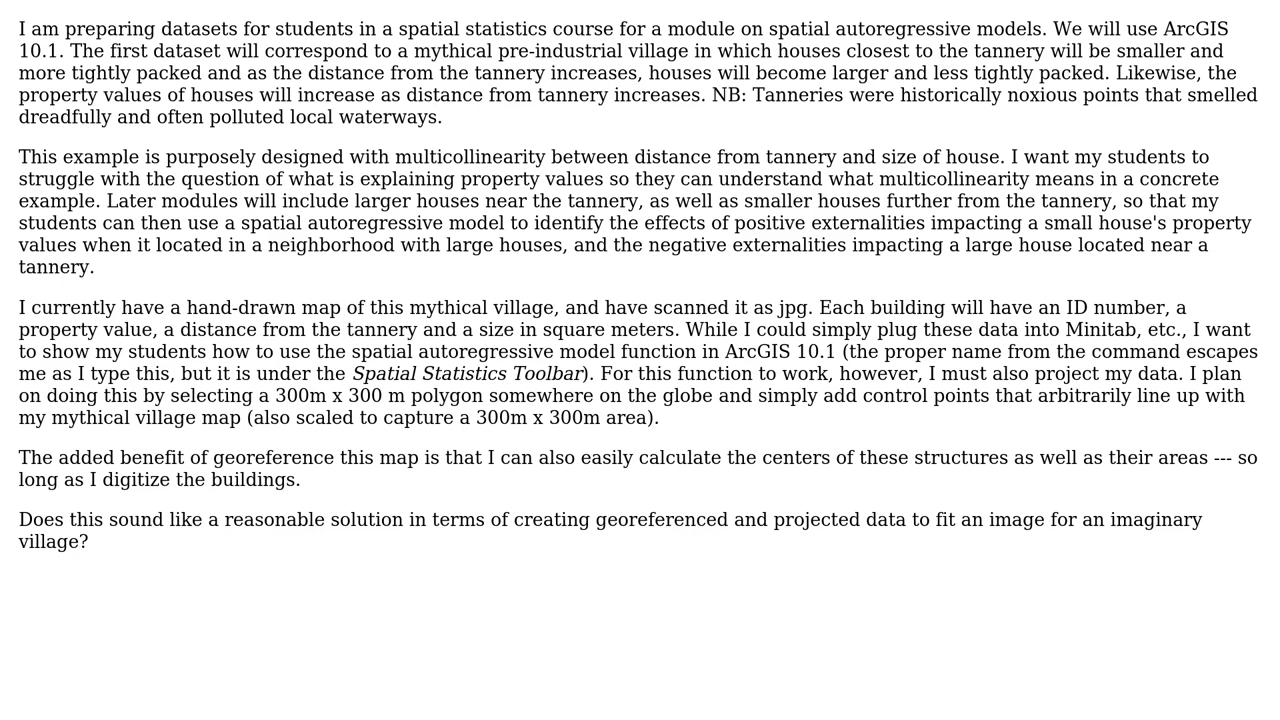 I am preparing datasets for students in a spatial statistics course for a module on spatial autoregressive models. We will use ArcGIS
10.1. The first dataset will correspond to a mythical pre-industrial village in which houses closest to the tannery will be smaller and
more tightly packed and as the distance from the tannery increases, houses will become larger and less tightly packed. Likewise, the
property values of houses will increase as distance from tannery increases. NB: Tanneries were historically noxious points that smelled
dreadfully and often polluted local waterways.
This example is purposely designed with multicollinearity between distance from tannery and size of house. I want my students to
struggle with the question of what is explaining property values so they can understand what multicollinearity means in a concrete
example. Later modules will include larger houses near the tannery, as well as smaller houses further from the tannery, so that my
students can then use a spatial autoregressive model to identify the effects of positive externalities impacting a small house's property
values when it located in a neighborhood with large houses, and the negative externalities impacting a large house located near a
tannery.
I currently have a hand-drawn map of this mythical village, and have scanned it as jpg. Each building will have an ID number, a
property value, a distance from the tannery and a size in square meters. While I could simply plug these data into Minitab, etc., I want
to show my students how to use the spatial autoregressive model function in ArcGIS 10.1 (the proper name from the command escapes
me as I type this, but it is under the Spatial Statistics Toolbar). For this function to work, however, I must also project my data. I plan
on doing this by selecting a 300m x 300 m polygon somewhere on the globe and simply add control points that arbitrarily line up with
my mythical village map (also scaled to capture a 300m x 300m area).
The added benefit of georeference this map is that I can also easily calculate the centers of these structures as well as their areas --- so
long as I digitize the buildings.
Does this sound like a reasonable solution in terms of creating georeferenced and projected data to fit an image for an imaginary
village?